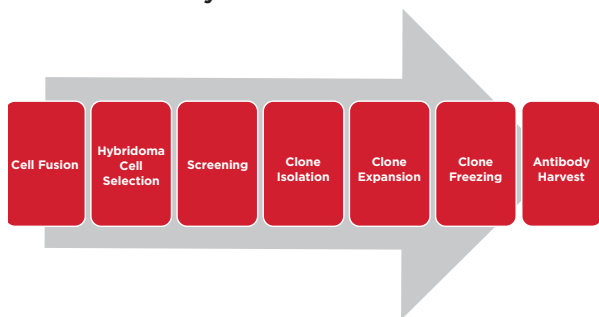 Cell Fusion
Hybridoma
Cell
Selection
Screening
Clone
Isolation
Clone
Expansion
Clone
Freezing
Antibody
Harvest